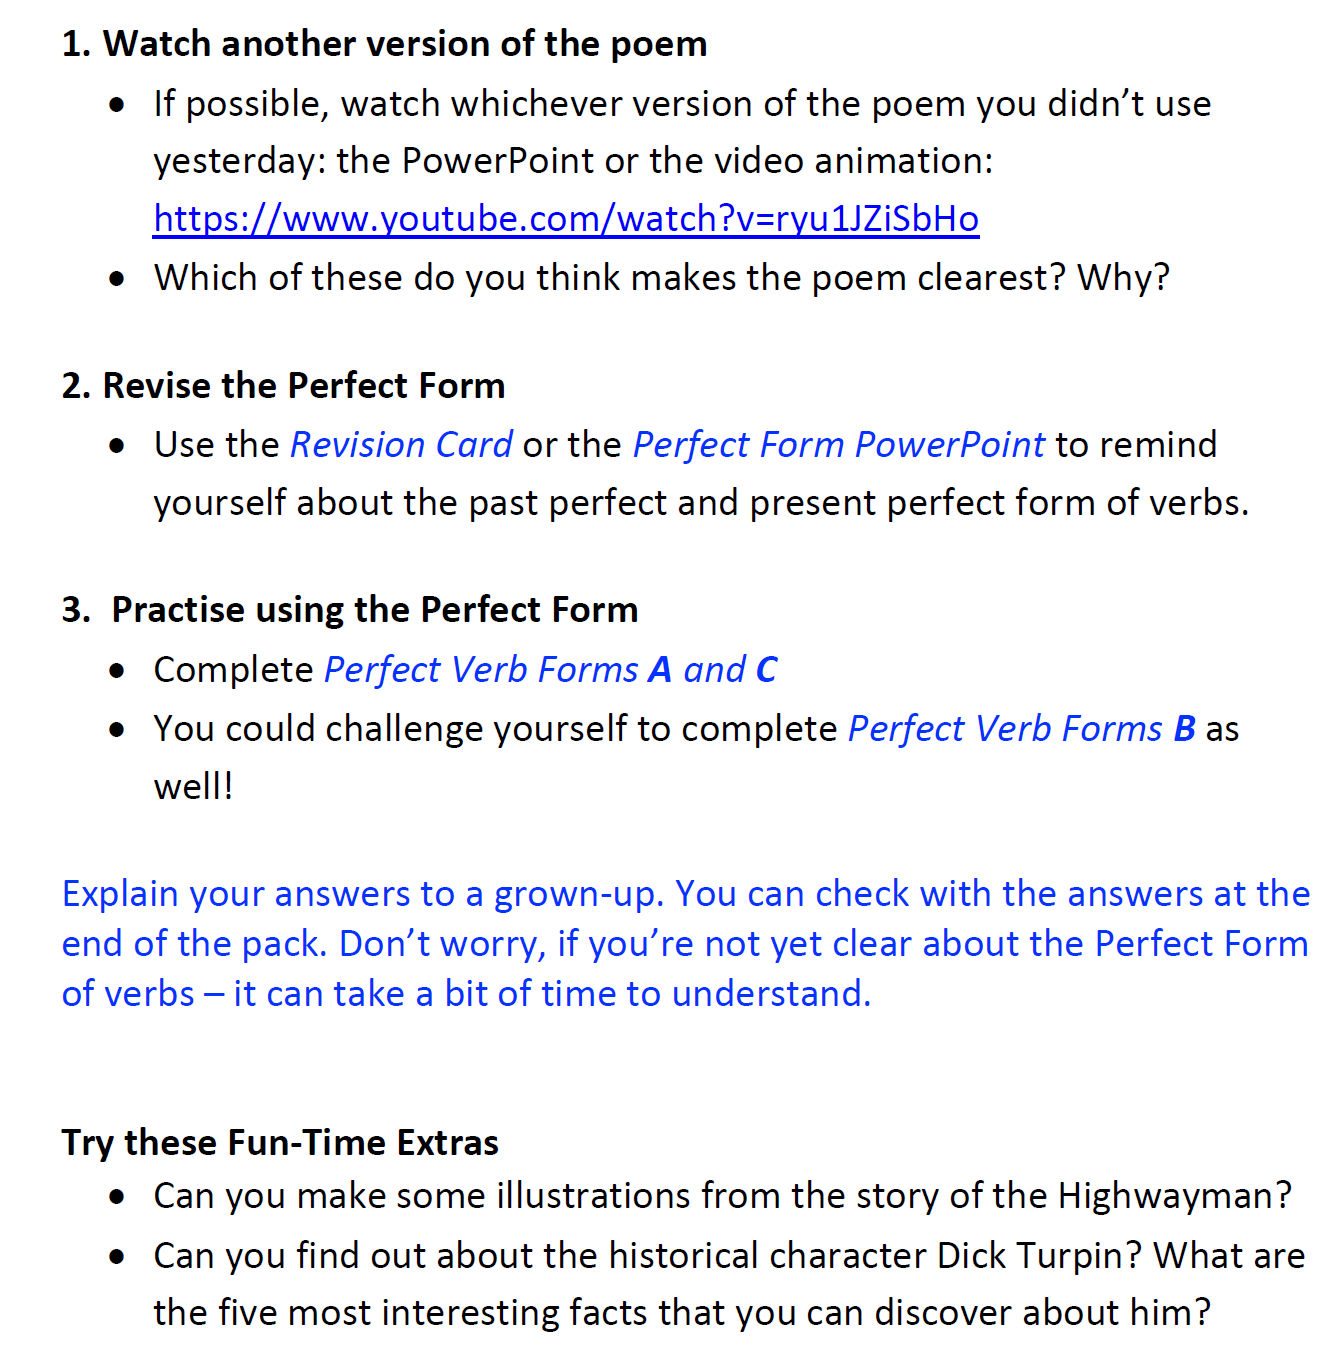 1. Watch another version of the poem
• If possible, watch whichever version of the poem you didn’t use
yesterday: the PowerPoint or the video animation:
https://www.youtube.com/watch?v=ryu1JZiSbHo
• Which of these do you think makes the poem clearest? Why?
2. Revise the Perfect Form
• Use the Revision Card or the Perfect Form PowerPoint to remind
yourself about the past perfect and present perfect form of verbs.
3. Practise using the Perfect Form
• Complete Perfect Verb Forms A and C
• You could challenge yourself to complete Perfect Verb Forms B as
well!
Explain your answers to a grown-up. You can check with the answers at the
end of the pack. Don’t worry, if you’re not yet clear about the Perfect Form
of verbs – it can take a bit of time to understand.
Try these Fun-Time Extras
• Can you make some illustrations from the story of the Highwayman?
• Can you find out about the historical character Dick Turpin? What are
the five most interesting facts that you can discover about him?